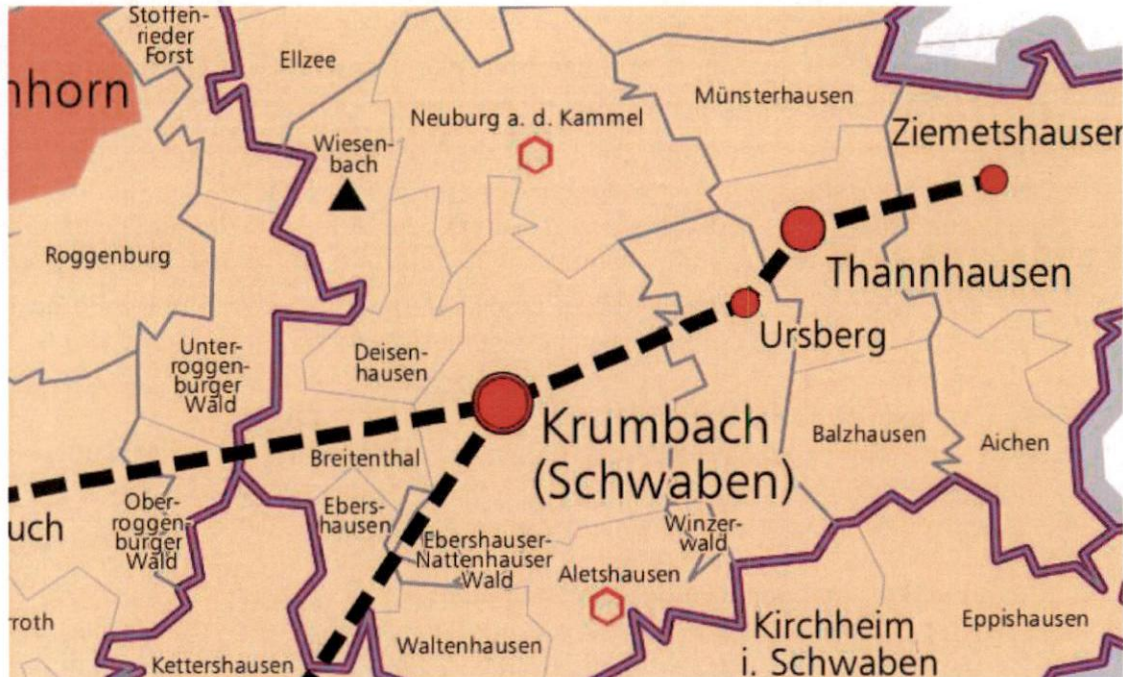 Stoffen-
rieder
Forst
Ellzee
Münsterhausen
nhorn
Neuburg a. d. Kammel
Ziemetshausen
Wiesen-
bach
Roggenburg
Thannhausen
Unter-
roggen-
burger
Wald
Deisen-
hausen
Ursberg
Krumbach
(Schwaben)
Balzhausen
Aichen
Breitenthal
Ober-
roggen-
burger
Wald
Ebers-
hausen
uch
Ebershauser-
Nattenhauser
Wald
Winzer-
wald
Aletshausen
rroth
Waltenhausen
Kirchheim
i. Schwaben
Eppishausen
Kettershausen